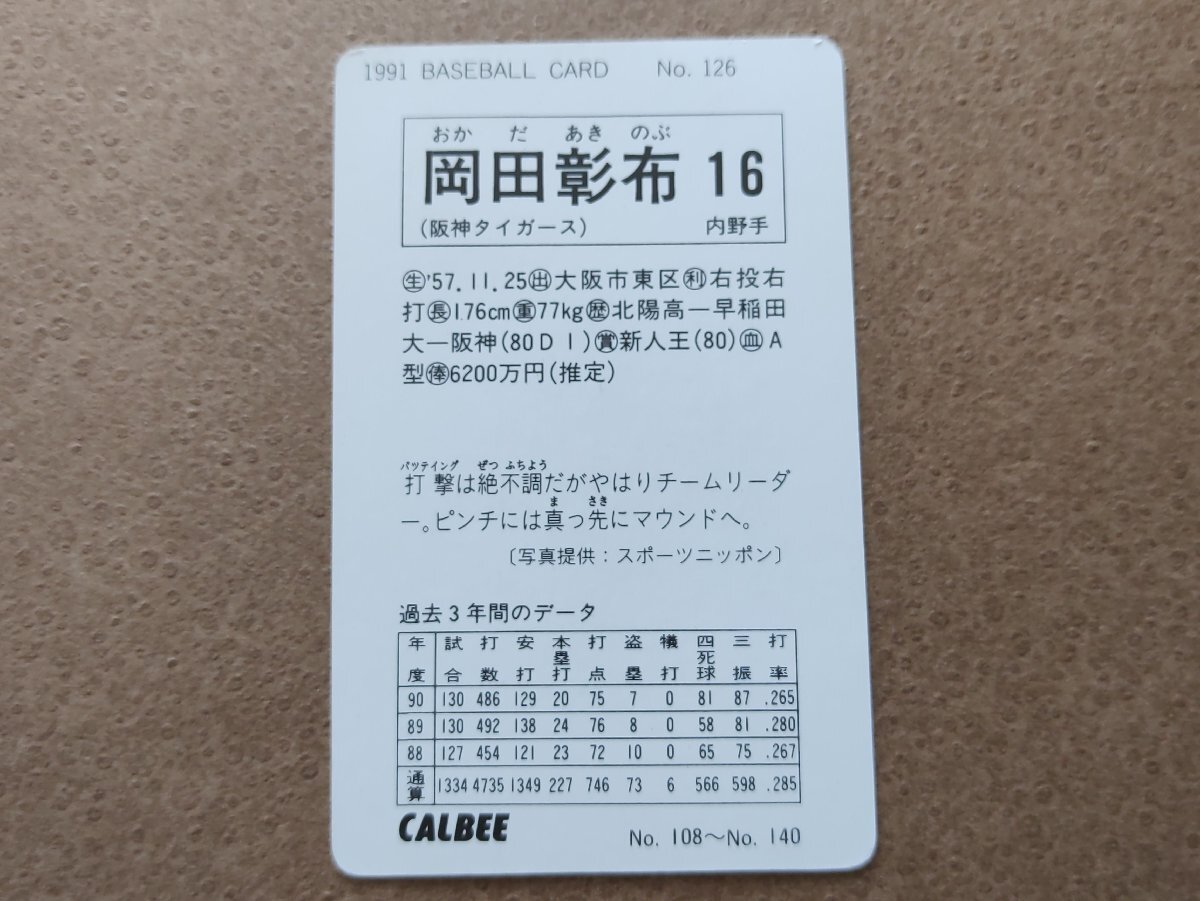 1991 BASEBALL CARD No. 126
おか だ あき のぶ
岡田彰布 16
(阪神タイガース) 内野手
㊤'57.11.25㊤大阪市東区㊤右投右
打㊤176cm㊤77kg㊤北陽高ー早稲田
大ー阪神(80D1)㊤新人王(80)㊤A
型㊤6200万円(推定)
バッテイング ぜつ ふちよう
打撃は絶不調だがやはりチームリーダ
ま さき
ー。ピンチには真っ先にマウンドへ。
〔写真提供：スポーツニッポン〕
過去3年間のデータ
年度 試合 打数 安打 本塁打 打点 盗塁 犠打 四死球 三振 打率
90 130 486 129 20 75 7 0 81 87 .265
89 130 492 138 24 76 8 0 58 81 .280
88 127 454 121 23 72 10 0 65 75 .267
通算 1334 4735 1349 227 746 73 6 566 598 .285
CALBEE No. 108〜No. 140